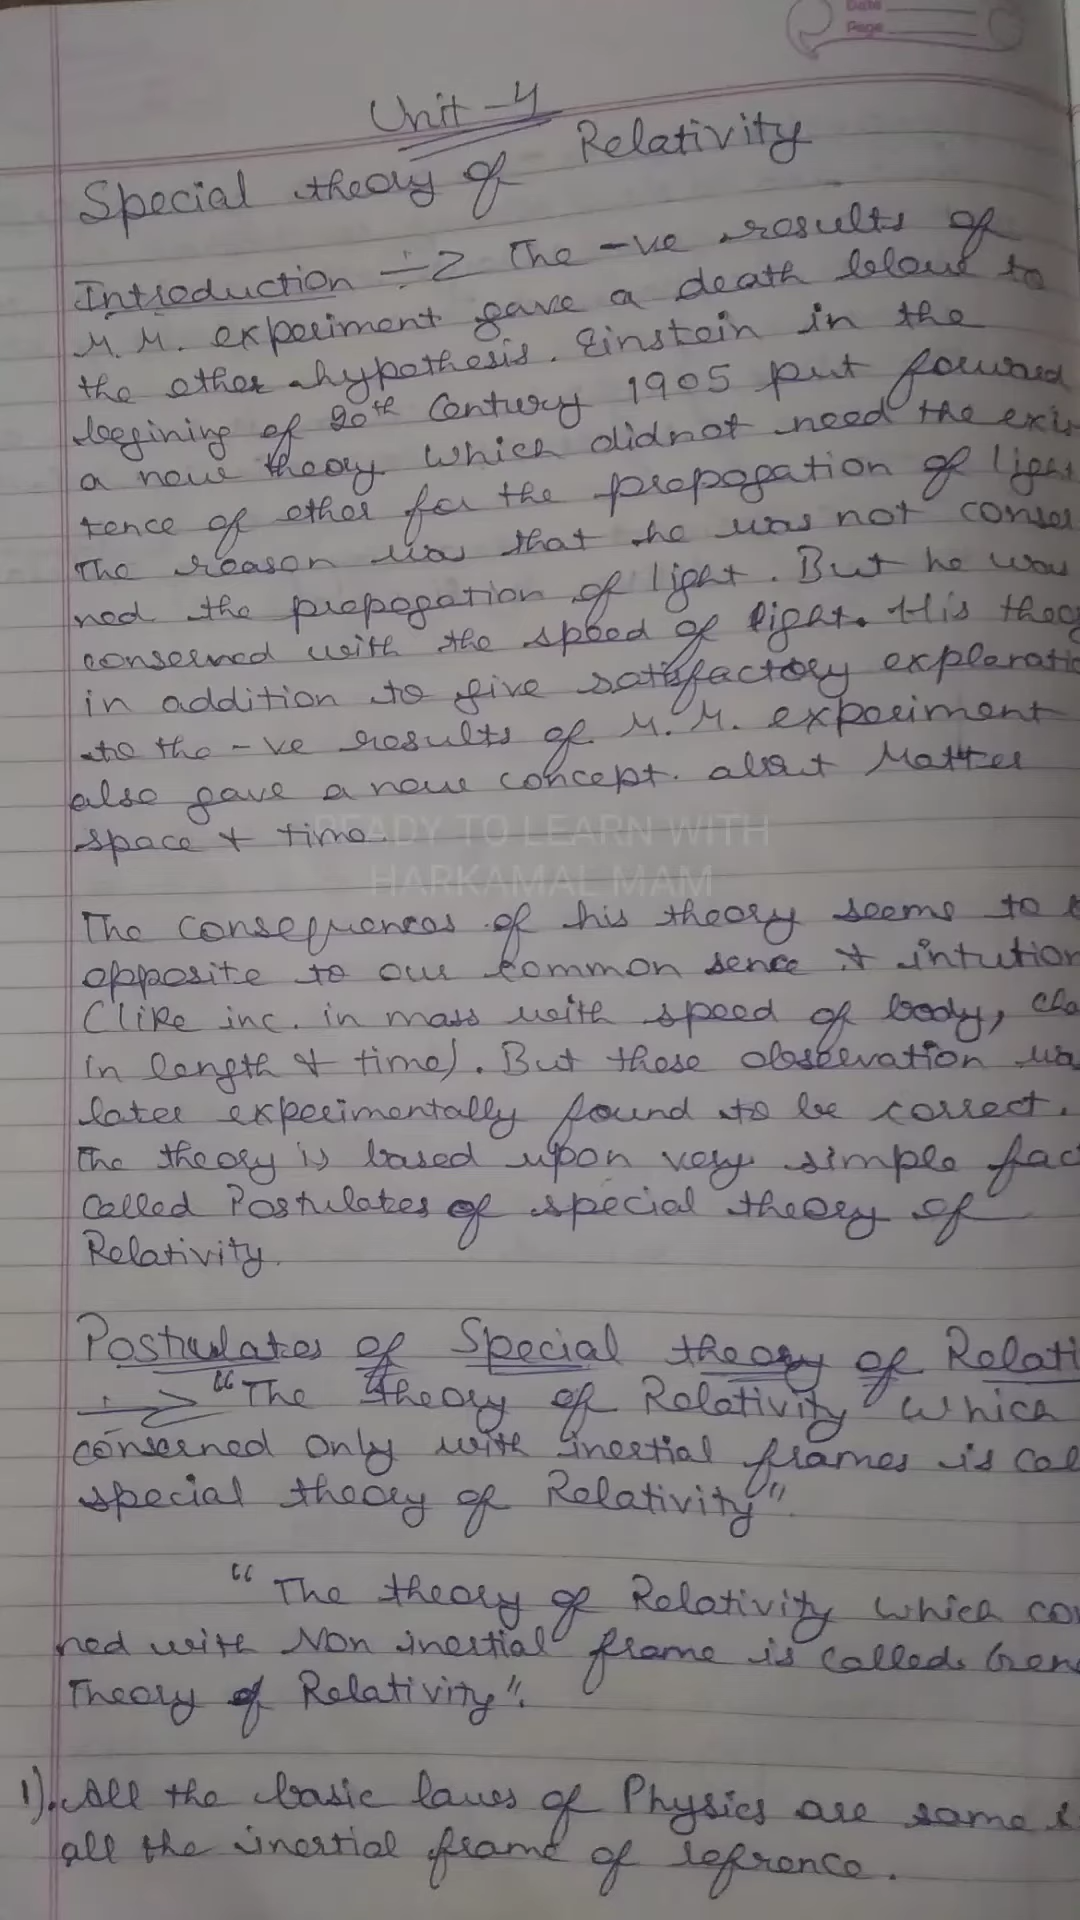 Date
Page
Unit - 4
Special theory of Relativity
Introduction ÷> The -ve results of
M. M. experiment gave a death blow to
the ether hypothesis. Einstein in the
begining of 20th Century 1905 put forward
a new theory which didnot need the exis
tence of ether for the propogation of light
The reason was that he was not conser
ned the propogation of light. But he was
conserned with the speed of light. His theo
in addition to give satisfactory explanatio
to the -ve results of M. M. experiment
also gave a new concept. about Matter
space & time.
READY TO LEARN WITH
HARKAMAL MAM
The Consequences of his theory seems to b
opposite to our common sence & intution
(like inc. in mass with speed of body, cha
in length & time). But these observation wa
later experimentally found to be correct.
The theory is based upon very simple fac
called Postulates of special theory of
Relativity.
Postulates of Special theory of Relati
÷> "The theory of Relativity which
conserned only with inertial frames is cal
special theory of Relativity"
"The theory of Relativity which con
ned with Non inertial frame is called Gen
Theory of Relativity".
1). All the basic laws of Physics are same i
all the inertial frame of refrence.